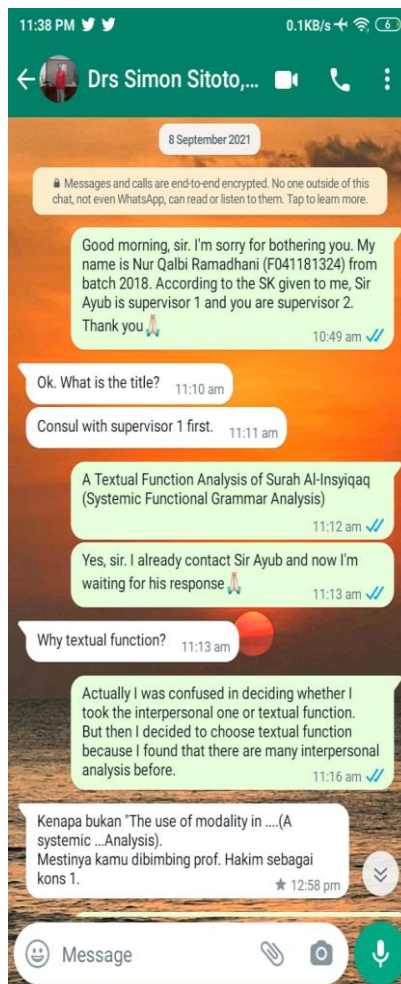 11:38 PM
0.1KB/s
6
Drs Simon Sitoto,...
8 September 2021
Messages and calls are end-to-end encrypted. No one outside of this
chat, not even WhatsApp, can read or listen to them. Tap to learn more.
Good morning, sir. I'm sorry for bothering you. My
name is Nur Qalbi Ramadhani (F041181324) from
batch 2018. According to the SK given to me, Sir
Ayub is supervisor 1 and you are supervisor 2.
Thank you🙏🏻
10:49 am
Ok. What is the title?
11:10 am
Consul with supervisor 1 first.
11:11 am
A Textual Function Analysis of Surah Al-Insyiqaq
(Systemic Functional Grammar Analysis)
11:12 am
Yes, sir. I already contact Sir Ayub and now I'm
waiting for his response🙏🏻
11:13 am
Why textual function?
11:13 am
Actually I was confused in deciding whether I
took the interpersonal one or textual function.
But then I decided to choose textual function
because I found that there are many interpersonal
analysis before.
11:16 am
Kenapa bukan "The use of modality in ....(A
systemic ...Analysis).
Mestinya kamu dibimbing prof. Hakim sebagai
kons 1.
12:58 pm
Message